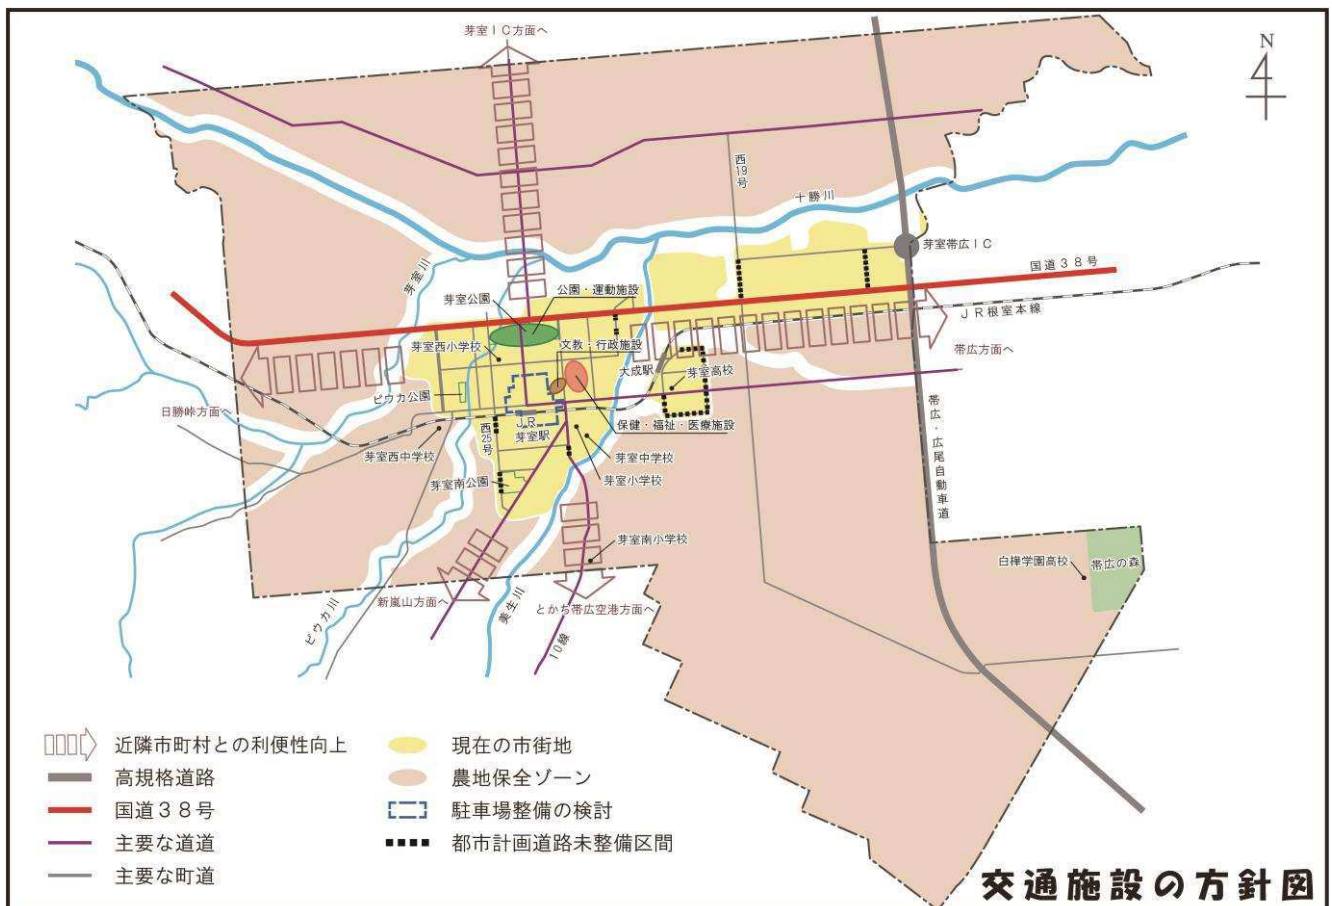 芽室ＩＣ方面へ
N
西19号
十勝川
芽室帯広ＩＣ
国道３８号
芽室川
芽室公園
公園・運動施設
ＪＲ根室本線
芽室西小学校
文教・行政施設
帯広方面へ
大成駅
芽室高校
ピウカ公園
日勝峠方面へ
保健・福祉・医療施設
ＪＲ
芽室駅
西25号
芽室西中学校
芽室中学校
芽室小学校
芽室南公園
帯広・広尾自動車道
芽室南小学校
白樺学園高校
帯広の森
新嵐山方面へ
とかち帯広空港方面へ
ピウカ川
美生川
10線
近隣市町村との利便性向上
高規格道路
国道３８号
主要な道道
主要な町道
現在の市街地
農地保全ゾーン
駐車場整備の検討
都市計画道路未整備区間
交通施設の方針図